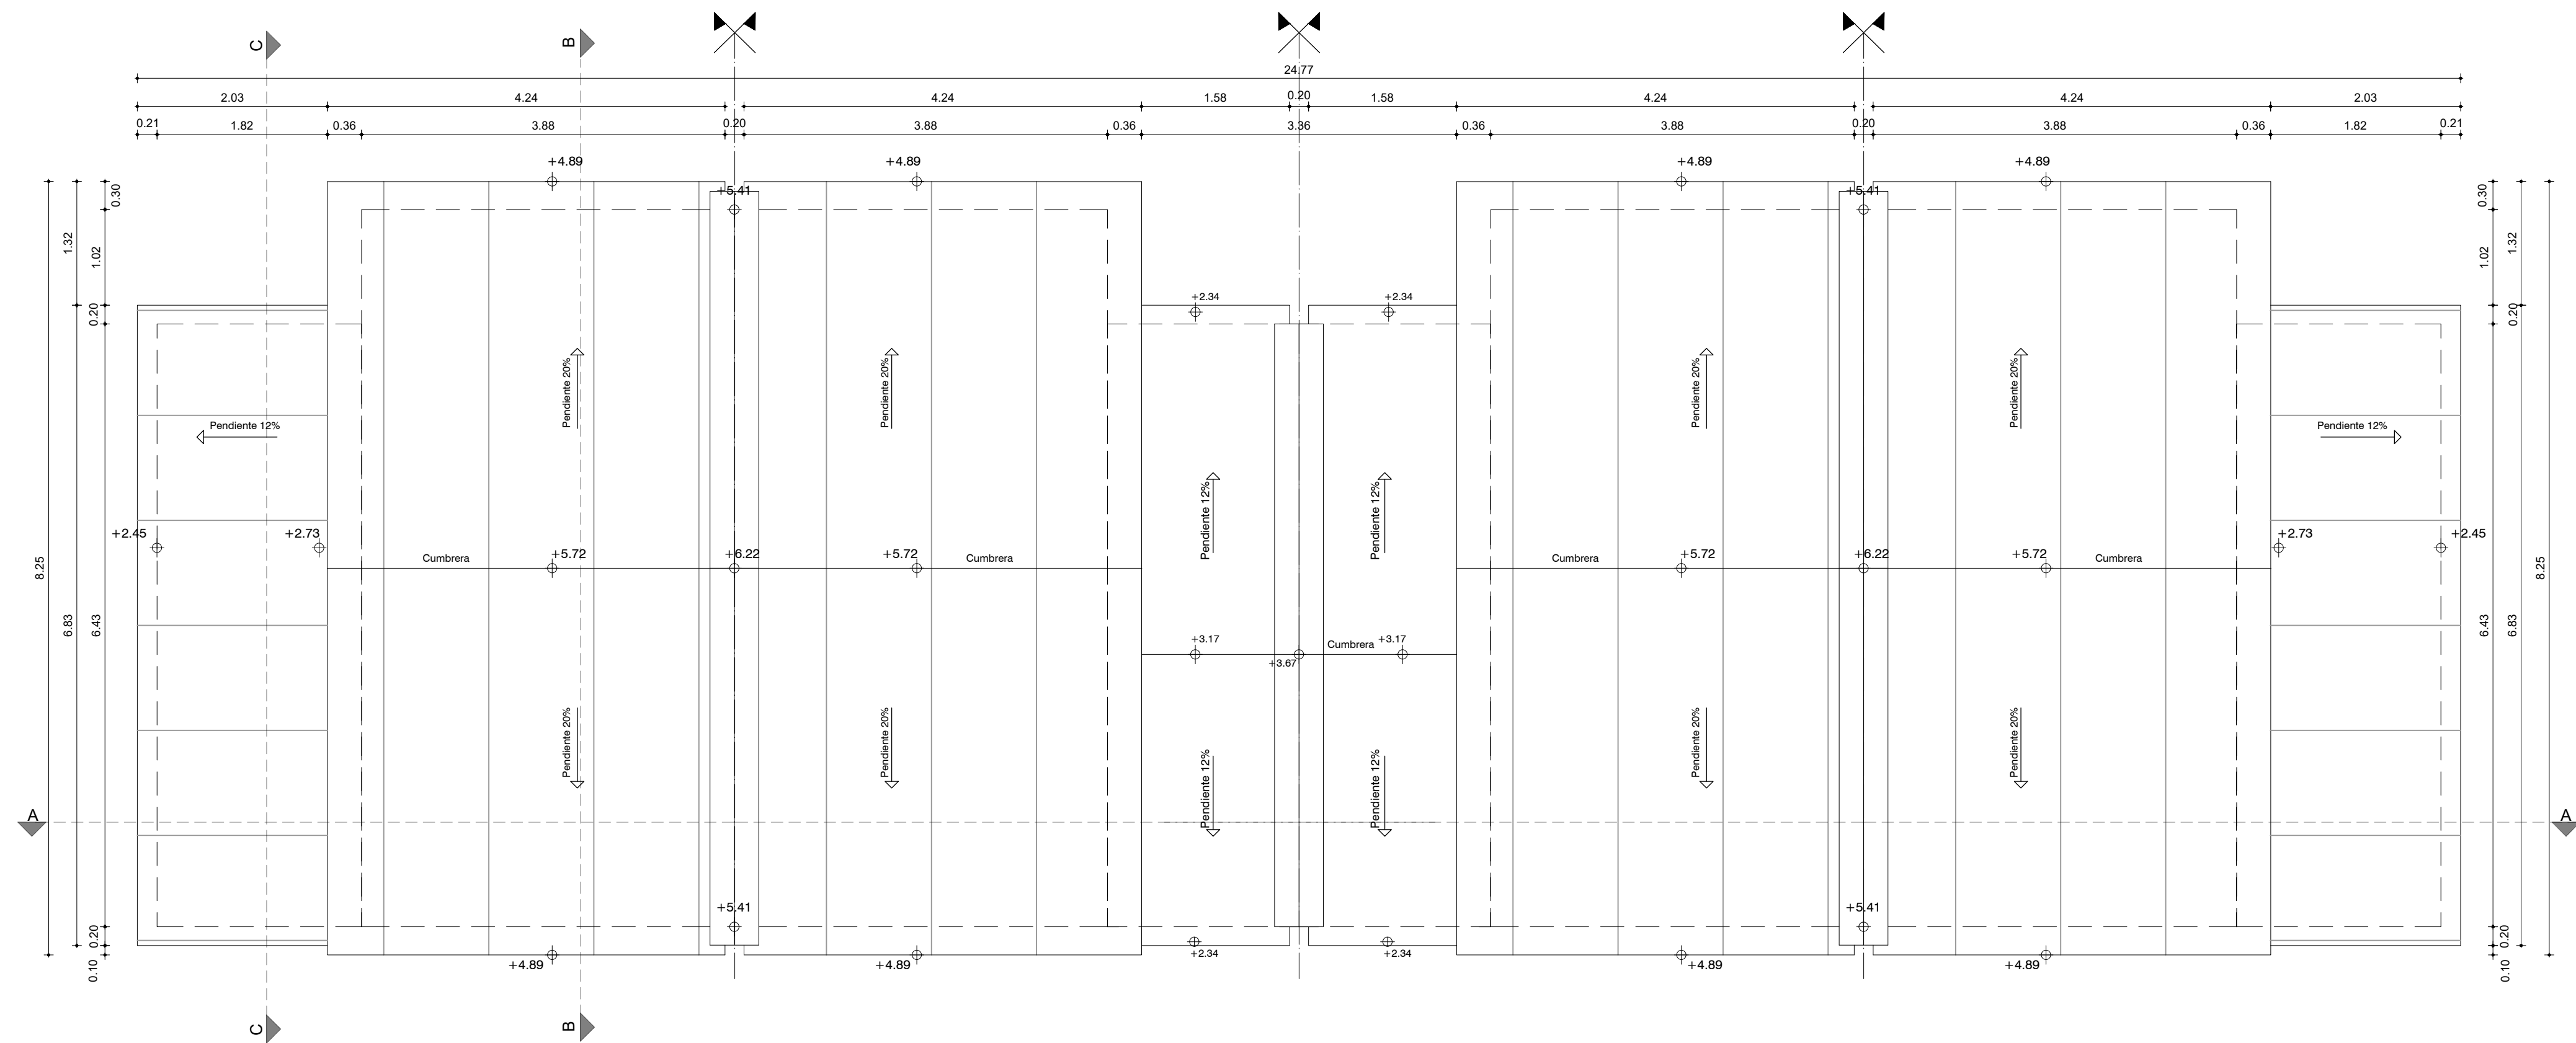 C
B
24.77
2.03
4.24
4.24
1.58
0.20
1.58
4.24
4.24
2.03
0.21
1.82
0.36
3.88
0.20
3.88
0.36
3.36
0.36
3.88
0.20
3.88
0.36
1.82
0.21
+4.89
+4.89
+4.89
+4.89
+5.41
+5.41
0.30
1.32
1.02
0.20
0.30
1.02
1.32
0.20
+2.34
+2.34
Pendiente 20%
Pendiente 20%
Pendiente 20%
Pendiente 20%
Pendiente 12%
Pendiente 12%
Pendiente 12%
Pendiente 12%
+2.45
+2.73
+2.73
+2.45
Cumbrera
+5.72
+6.22
+5.72
Cumbrera
Cumbrera
+5.72
+6.22
+5.72
Cumbrera
8.25
6.83
6.43
6.43
6.83
8.25
+3.17
+3.67
Cumbrera
+3.17
Pendiente 20%
Pendiente 20%
Pendiente 12%
Pendiente 12%
Pendiente 20%
Pendiente 20%
A
A
+5.41
+5.41
0.20
0.10
0.20
0.10
+2.34
+2.34
+4.89
+4.89
+4.89
+4.89
C
B